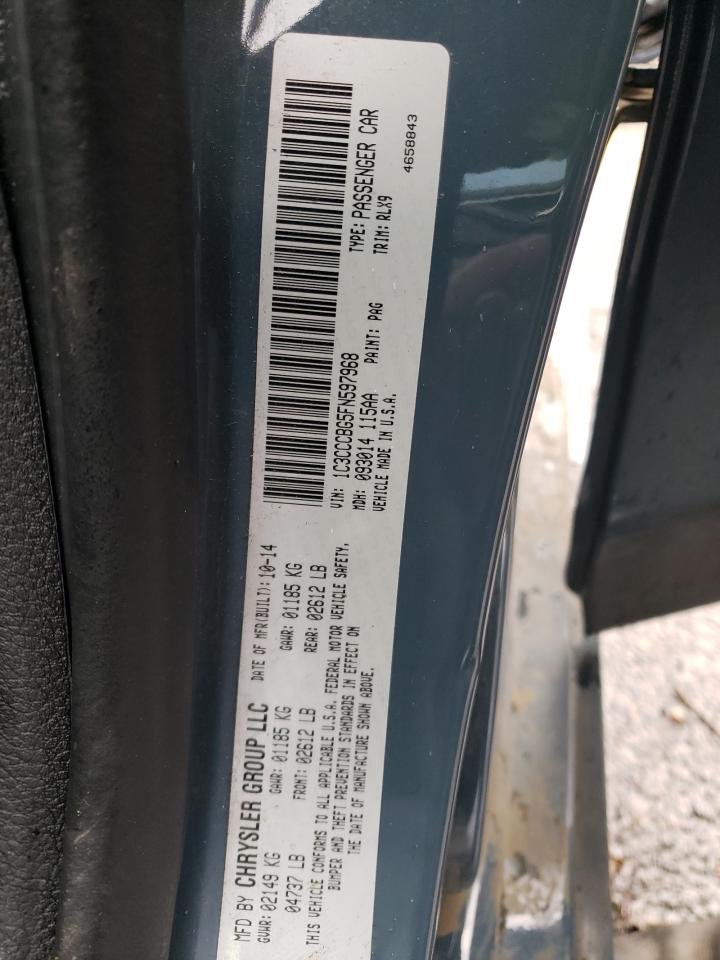 MFD BY CHRYSLER GROUP LLC DATE OF MFR(BUILT): 10-14
GVWR: 02149 KG GAWR: 01185 KG GAWR: 01185 KG
04737 LB FRONT: 02612 LB REAR: 02612 LB
THIS VEHICLE CONFORMS TO ALL APPLICABLE U.S.A. FEDERAL MOTOR VEHICLE SAFETY,
BUMPER AND THEFT PREVENTION STANDARDS IN EFFECT ON
THE DATE OF MANUFACTURE SHOWN ABOVE.
VIN: 1C3CCCBG5FN597968 TYPE: PASSENGER CAR
MDH: 093014 115AA PAINT: PAG TRIM: RLX9
VEHICLE MADE IN U.S.A.
4658843